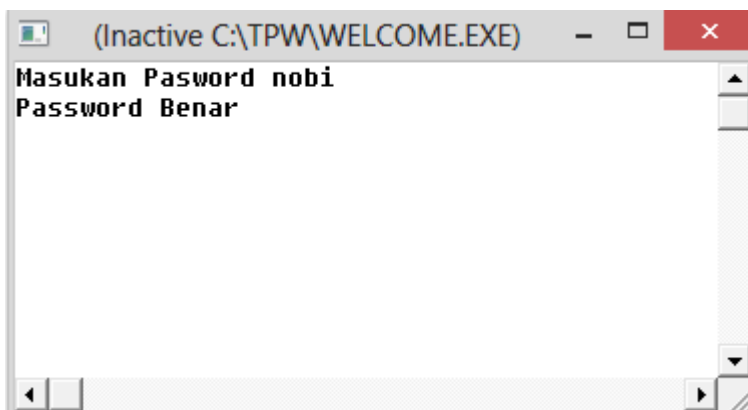 (Inactive C:\TPW\WELCOME.EXE)
Masukan Pasword nobi
Password Benar